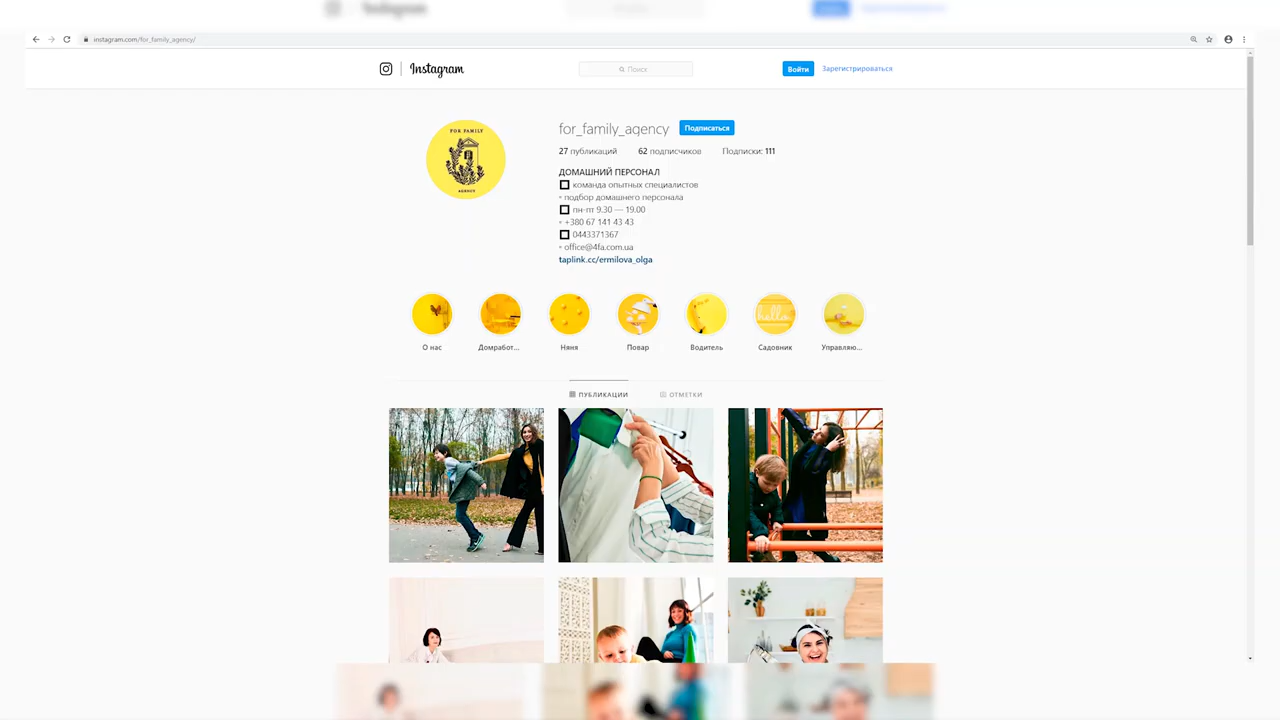 instagram.com/for_family_agency/
Instagram
Поиск
Войти
Зарегистрироваться
FOR FAMILY
AGENCY
for_family_agency
Подписаться
27 публикаций 62 подписчиков Подписки: 111
ДОМАШНИЙ ПЕРСОНАЛ
команда опытных специалистов
▫ подбор домашнего персонала
пн-пт 9.30 — 19.00
▫ +380 67 141 43 43
0443371367
▫ office@4fa.com.ua
taplink.cc/ermilova_olga
hello
О нас Домработ... Няня Повар Водитель Садовник Управляю...
ПУБЛИКАЦИИ ОТМЕТКИ